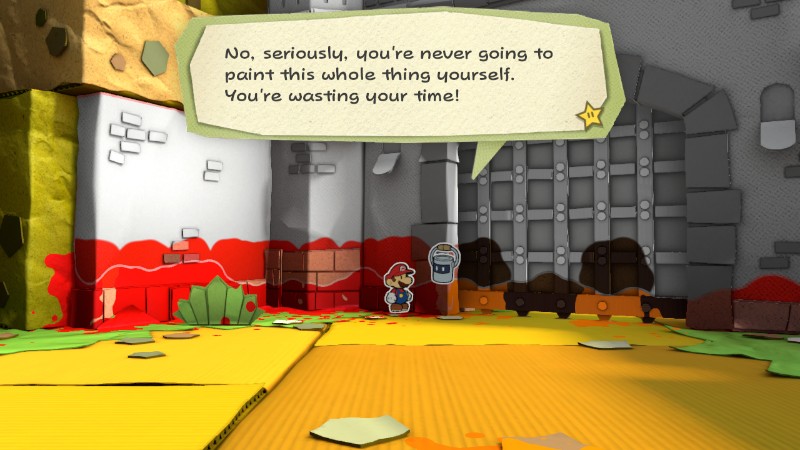 No, seriously, you're never going to
paint this whole thing yourself.
You're wasting your time!